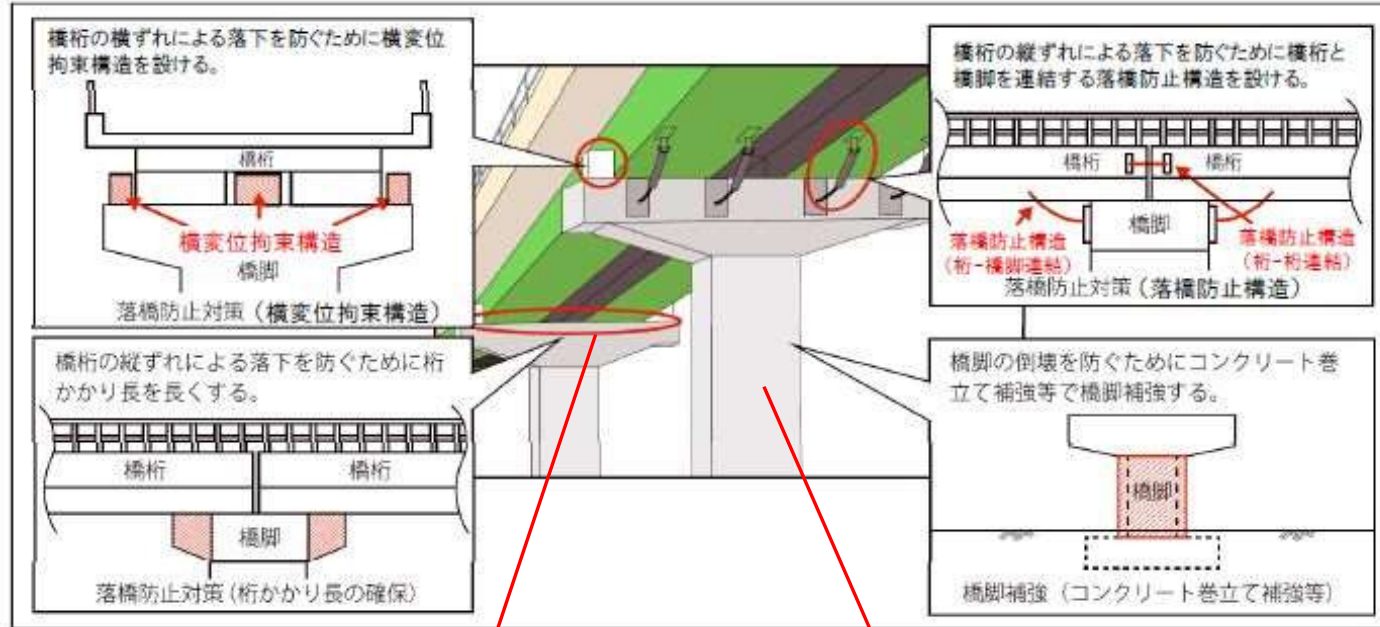 橋桁の横ずれによる落下を防ぐために横変位
拘束構造を設ける。
橋桁
横変位拘束構造
橋脚
落橋防止対策（横変位拘束構造）
橋桁の縦ずれによる落下を防ぐために橋桁と
橋脚を連結する落橋防止構造を設ける。
橋桁
橋桁
橋脚
落橋防止構造
（桁-橋脚連結）
落橋防止構造
（桁-桁連結）
落橋防止対策（落橋防止構造）
橋桁の縦ずれによる落下を防ぐために桁
かかり長を長くする。
橋桁
橋桁
橋脚
落橋防止対策（桁かかり長の確保）
橋脚の倒壊を防ぐためにコンクリート巻
立て補強等で橋脚補強する。
橋脚
橋脚補強（コンクリート巻立て補強等）